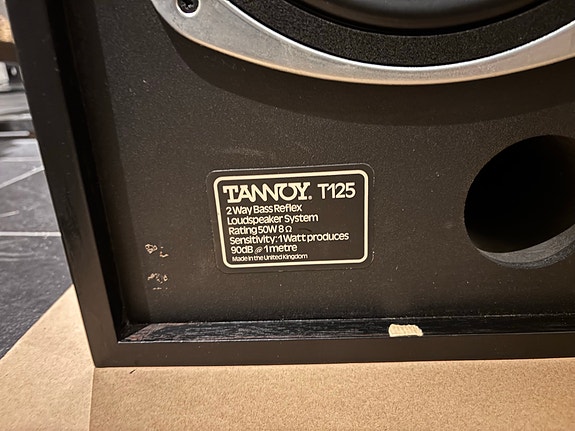 TANNOY. T125
2 Way Bass Reflex
Loudspeaker System
Rating 50W 8 Ω
Sensitivity: 1 Watt produces
90dB @ 1 metre
Made in the United Kingdom